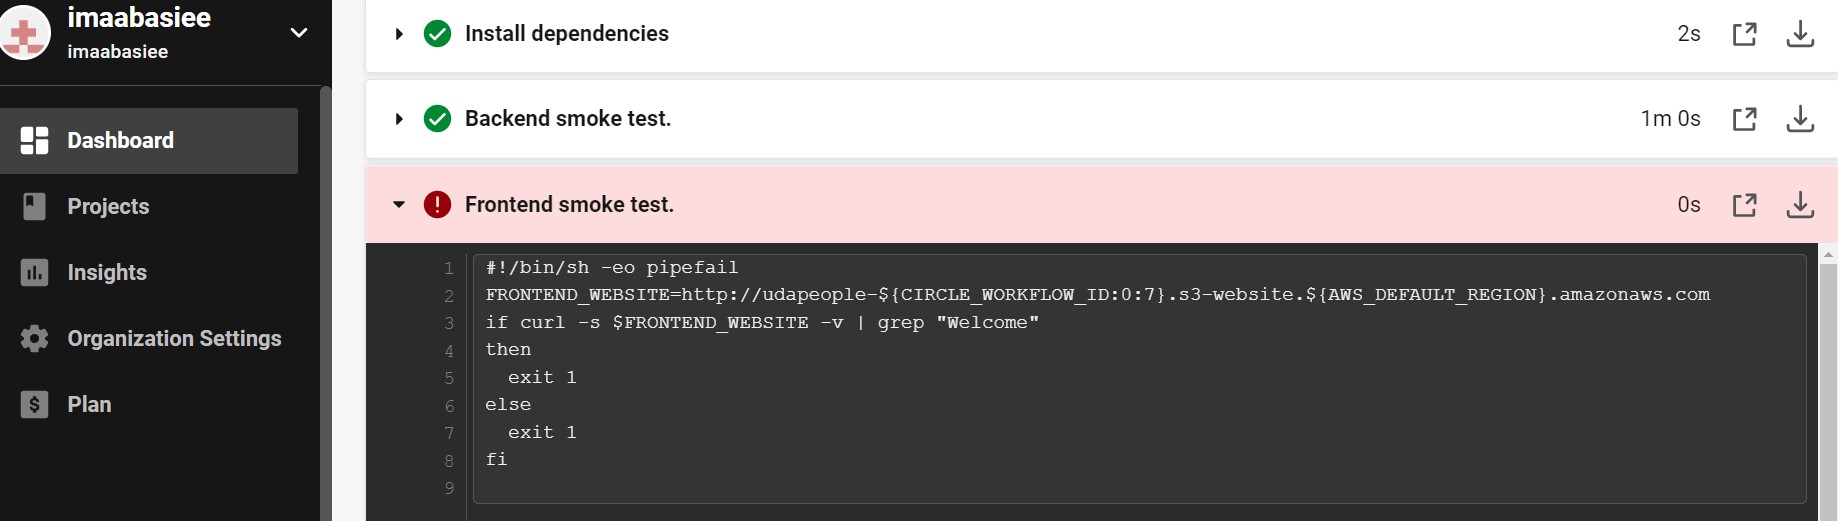 imaabasiee
imaabasiee
Dashboard
Projects
Insights
Organization Settings
Plan
Install dependencies 2s
Backend smoke test. 1m 0s
Frontend smoke test. 0s
1 #!/bin/sh -eo pipefail
2 FRONTEND_WEBSITE=http://udapeople-${CIRCLE_WORKFLOW_ID:0:7}.s3-website.${AWS_DEFAULT_REGION}.amazonaws.com
3 if curl -s $FRONTEND_WEBSITE -v | grep "Welcome"
4 then
5   exit 1
6 else
7   exit 1
8 fi
9